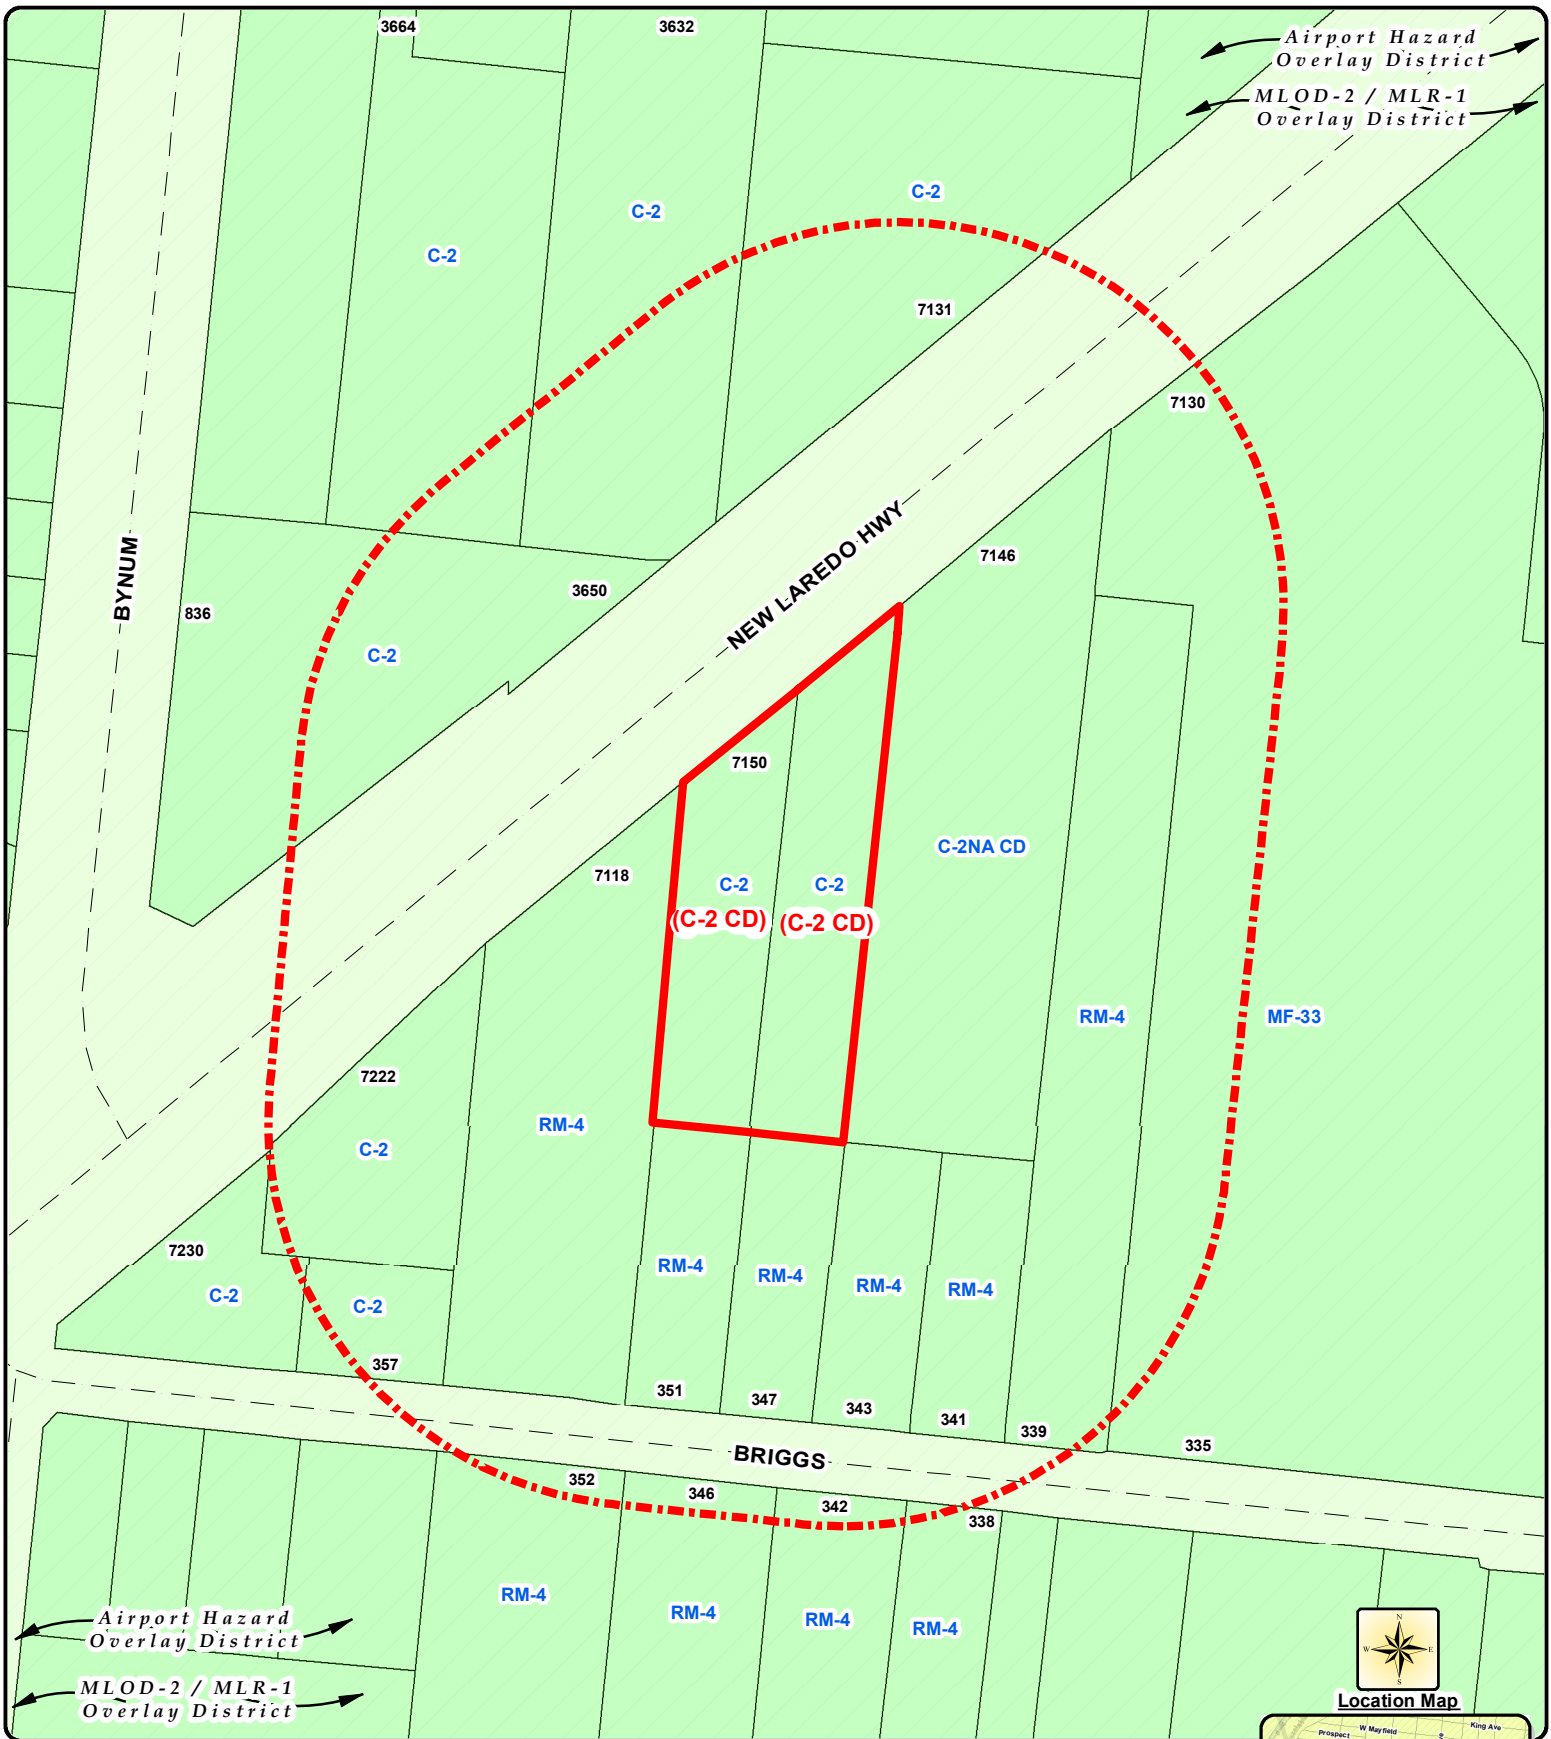 3664
3632
Airport Hazard
Overlay District
MLOD-2 / MLR-1
Overlay District
C-2
C-2
C-2
7131
7130
NEW LAREDO HWY
7146
BYNUM
836
3650
C-2
7150
C-2NA CD
7118
C-2
C-2
(C-2 CD)
(C-2 CD)
RM-4
MF-33
7222
RM-4
C-2
7230
RM-4
RM-4
RM-4
RM-4
C-2
C-2
357
351
347
343
341
339
335
BRIGGS
352
346
342
338
RM-4
RM-4
RM-4
RM-4
Airport Hazard
Overlay District
MLOD-2 / MLR-1
Overlay District
N
W
E
S
Location Map
Prospect
W Mayfield
King Ave